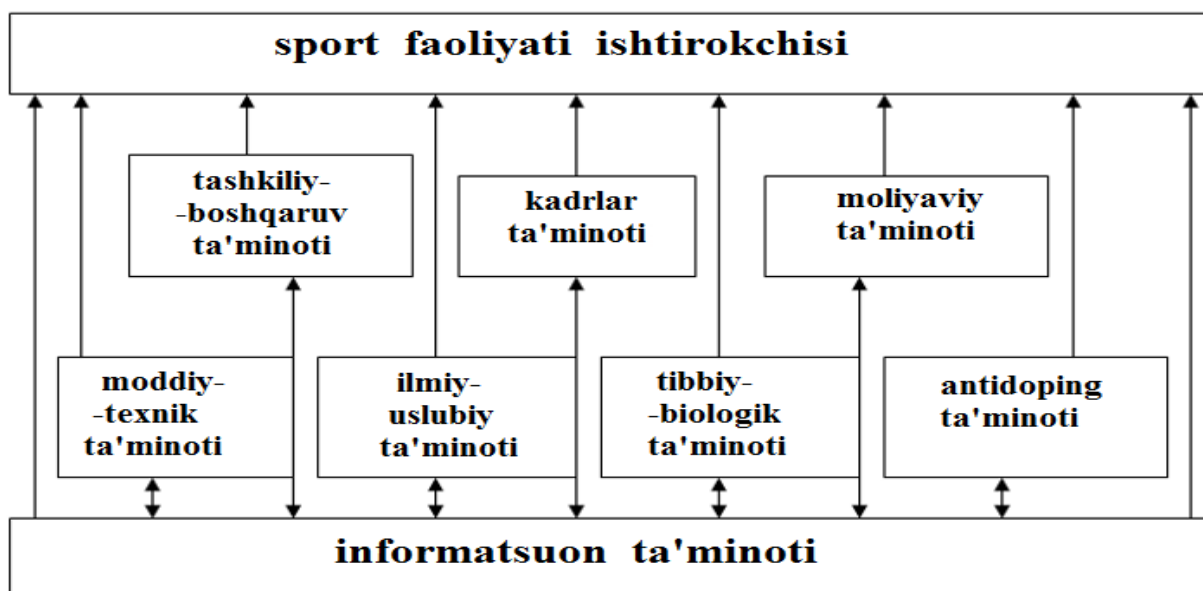 sport faoliyati ishtirokchisi
tashkiliy-
-boshqaruv
ta'minoti
kadrlar
ta'minoti
moliyaviy
ta'minoti
moddiy-
-texnik
ta'minoti
ilmiy-
uslubiy
ta'minoti
tibbiy-
-biologik
ta'minoti
antidoping
ta'minoti
informatsuon ta'minoti